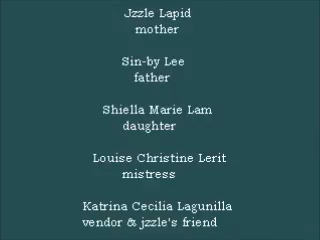 Jzzle Lapid
mother
Sin-by Lee
father
Shiella Marie Lam
daughter
Louise Christine Lerit
mistress
Katrina Cecilia Lagunilla
vendor & jzzle's friend